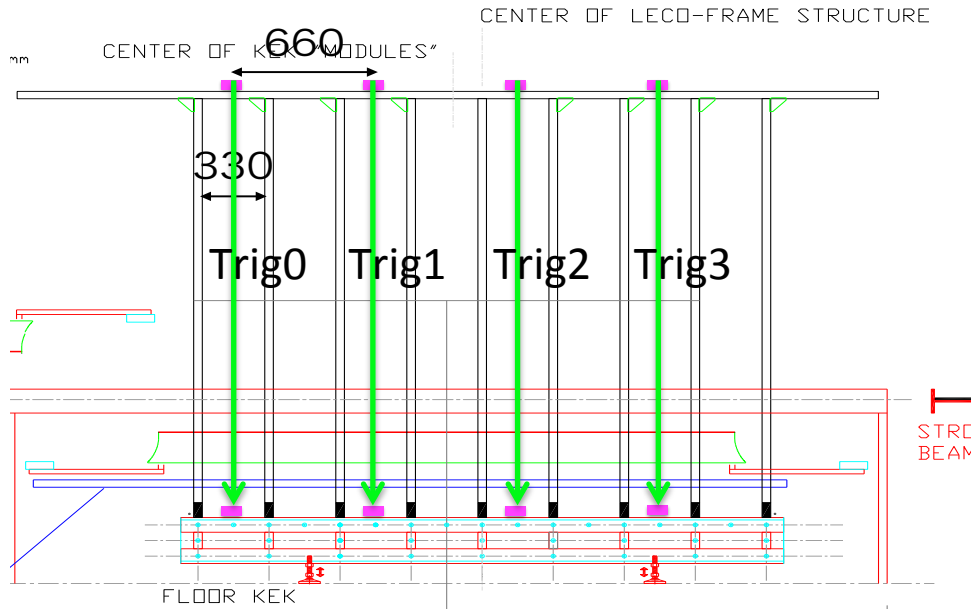 CENTER OF LECO-FRAME STRUCTURE
CENTER OF KEK "MODULES"
660
mm
330
Trig0 Trig1 Trig2 Trig3
STRO
BEAM
FLOOR KEK